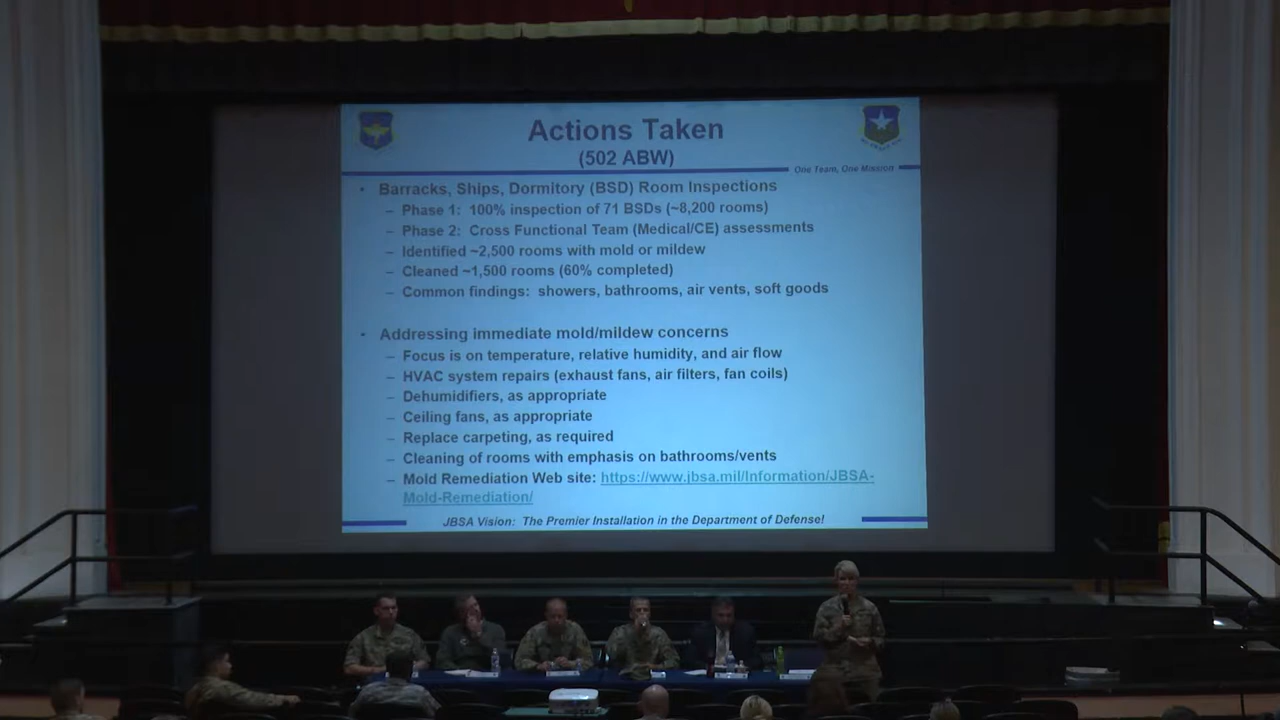 Actions Taken
(502 ABW)
One Team, One Mission
• Barracks, Ships, Dormitory (BSD) Room Inspections
– Phase 1: 100% inspection of 71 BSDs (~8,200 rooms)
– Phase 2: Cross Functional Team (Medical/CE) assessments
– Identified ~2,500 rooms with mold or mildew
– Cleaned ~1,500 rooms (60% completed)
– Common findings: showers, bathrooms, air vents, soft goods
• Addressing immediate mold/mildew concerns
– Focus is on temperature, relative humidity, and air flow
– HVAC system repairs (exhaust fans, air filters, fan coils)
– Dehumidifiers, as appropriate
– Ceiling fans, as appropriate
– Replace carpeting, as required
– Cleaning of rooms with emphasis on bathrooms/vents
– Mold Remediation Web site: https://www.jbsa.mil/Information/JBSA-
Mold-Remediation/
JBSA Vision: The Premier Installation in the Department of Defense!